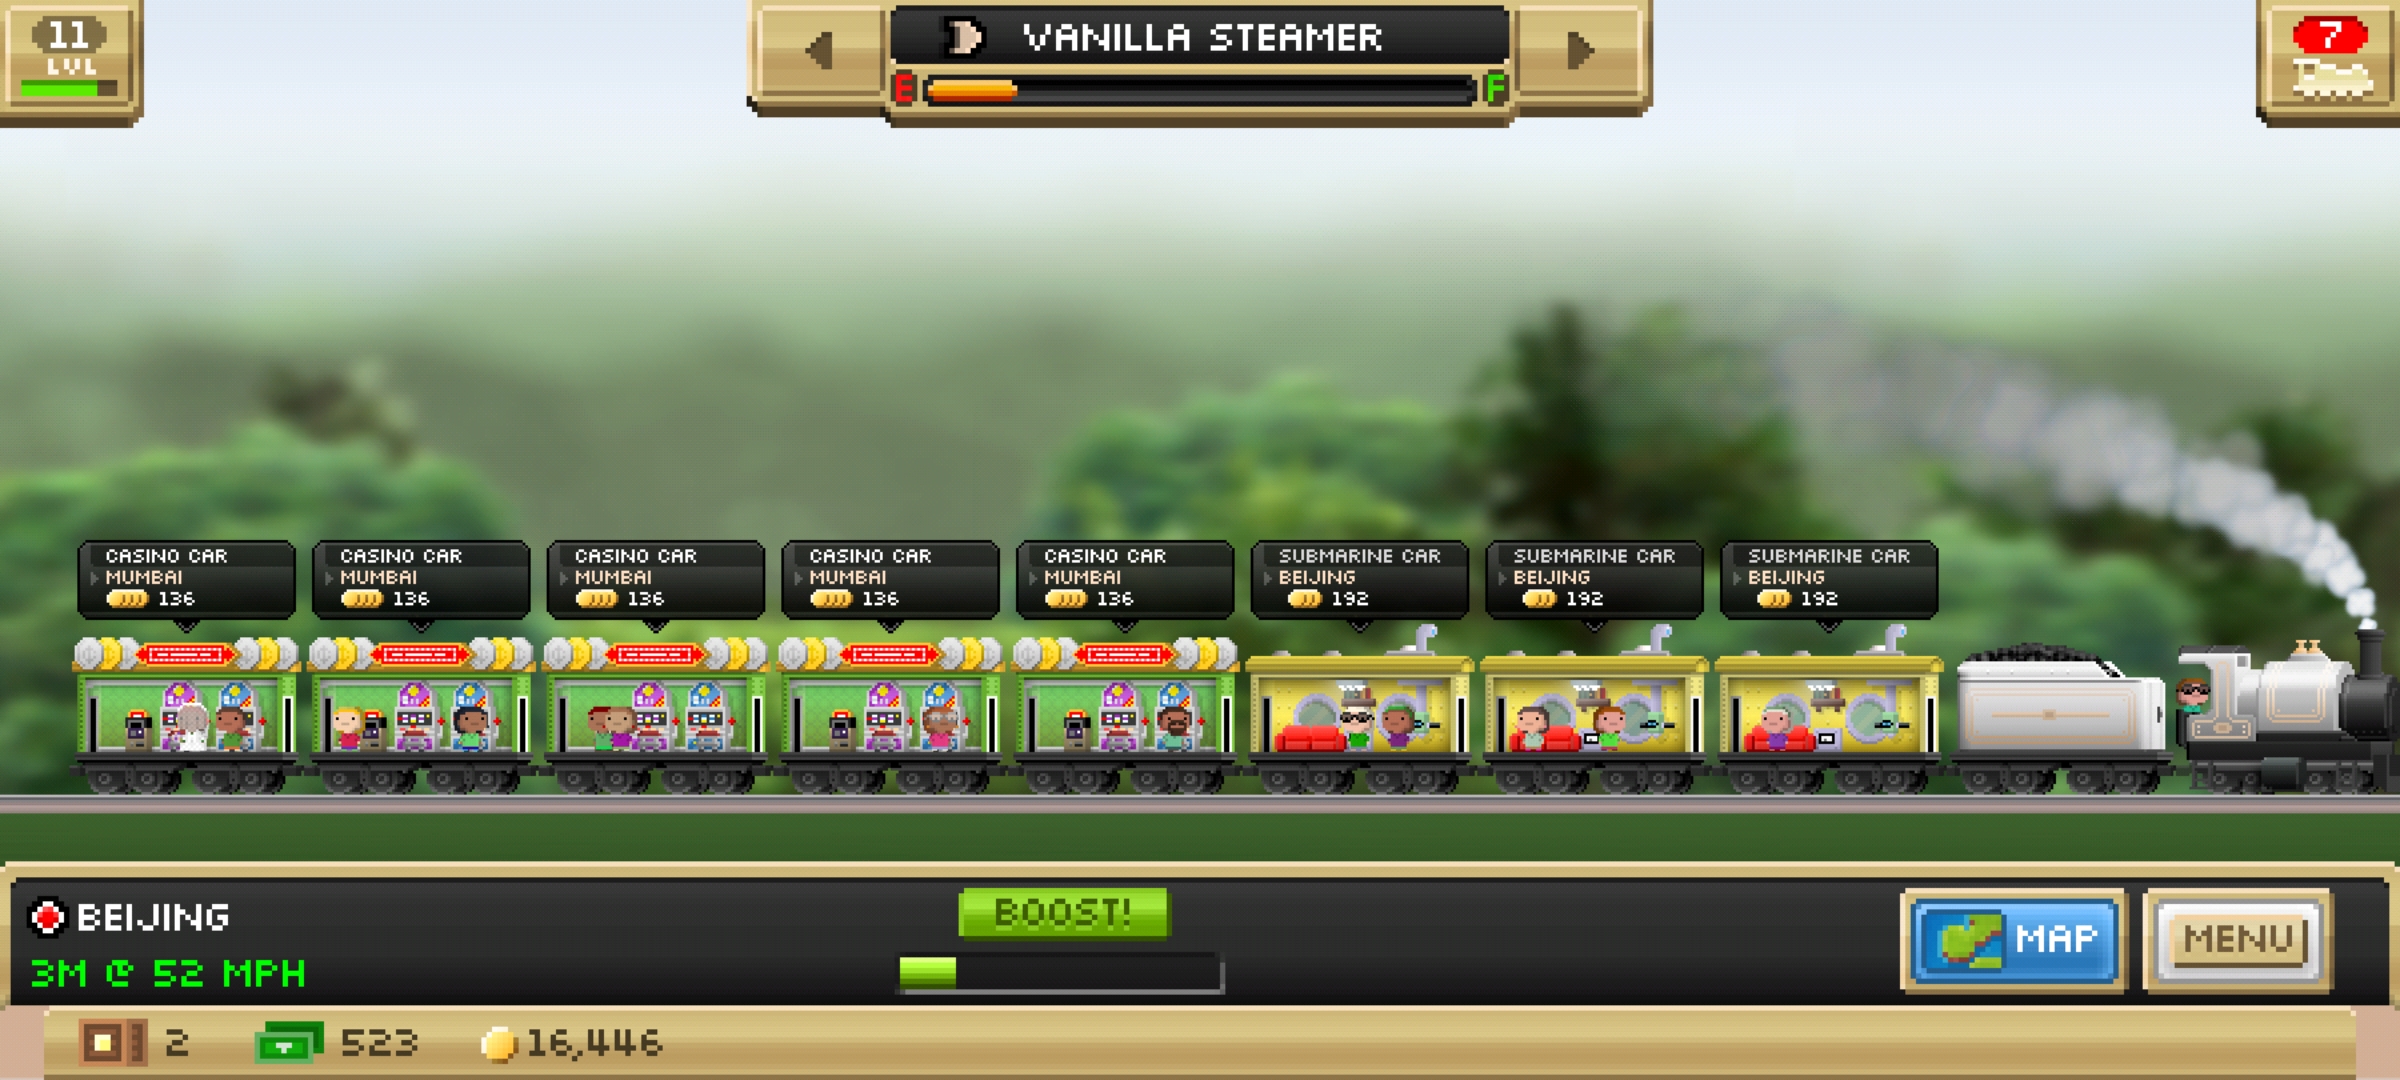 11
LVL
VANILLA STEAMER
E
F
7
CASINO CAR
MUMBAI
136
CASINO CAR
MUMBAI
136
CASINO CAR
MUMBAI
136
CASINO CAR
MUMBAI
136
CASINO CAR
MUMBAI
136
SUBMARINE CAR
BEIJING
192
SUBMARINE CAR
BEIJING
192
SUBMARINE CAR
BEIJING
192
BEIJING
3M @ 52 MPH
BOOST!
MAP
MENU
2
523
16,446